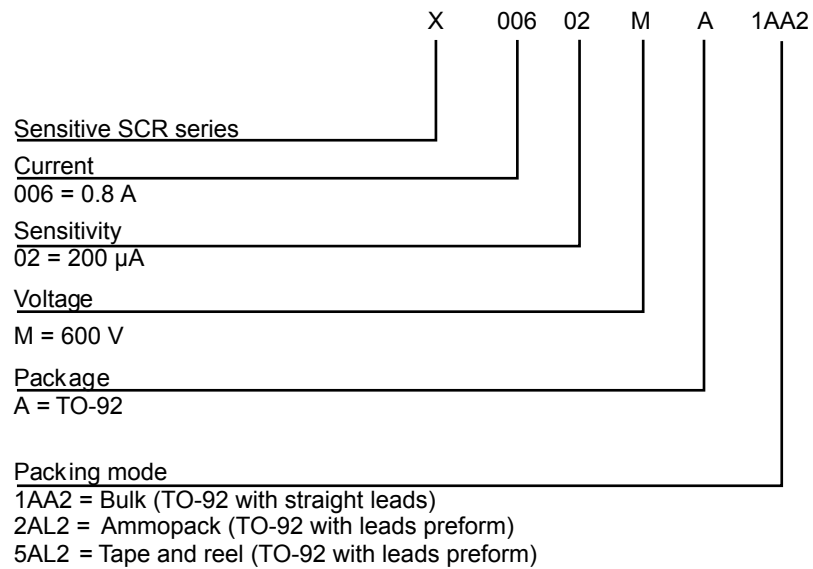 X 006 02 M A 1AA2
Sensitive SCR series
Current
006 = 0.8 A
Sensitivity
02 = 200 µA
Voltage
M = 600 V
Package
A = TO-92
Packing mode
1AA2 = Bulk (TO-92 with straight leads)
2AL2 = Ammopack (TO-92 with leads preform)
5AL2 = Tape and reel (TO-92 with leads preform)